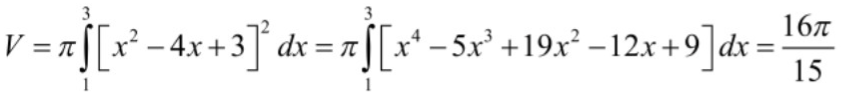 V = π∫₁³[x² − 4x + 3]² dx = π∫₁³[x⁴ − 5x³ + 19x² − 12x + 9]dx = 16π/15